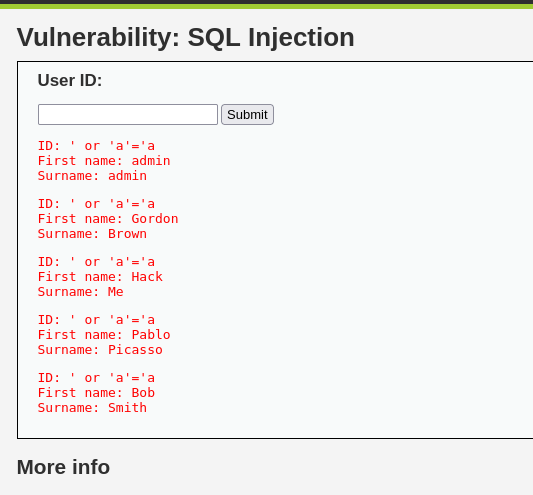 Vulnerability: SQL Injection
User ID:
Submit
ID: ' or 'a'='a
First name: admin
Surname: admin
ID: ' or 'a'='a
First name: Gordon
Surname: Brown
ID: ' or 'a'='a
First name: Hack
Surname: Me
ID: ' or 'a'='a
First name: Pablo
Surname: Picasso
ID: ' or 'a'='a
First name: Bob
Surname: Smith
More info